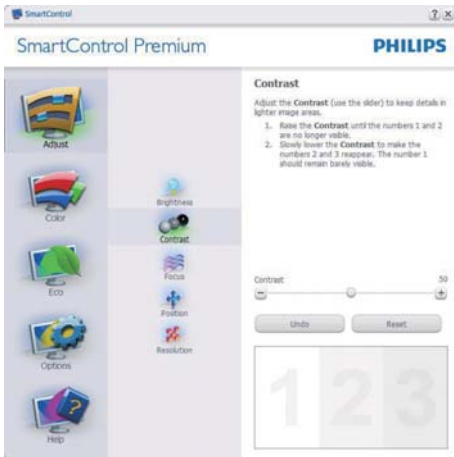 SmartControl
SmartControl Premium
PHILIPS
Adjust
Color
Eco
Options
Help
Brightness
Contrast
Focus
Position
Resolution
Contrast
Adjust the Contrast (use the slider) to keep details in
lighter image areas.
1. Raise the Contrast until the numbers 1 and 2
are no longer visible.
2. Slowly lower the Contrast to make the
numbers 2 and 3 reappear. The number 1
should remain barely visible.
Contrast 50
Undo Reset
1 2 3